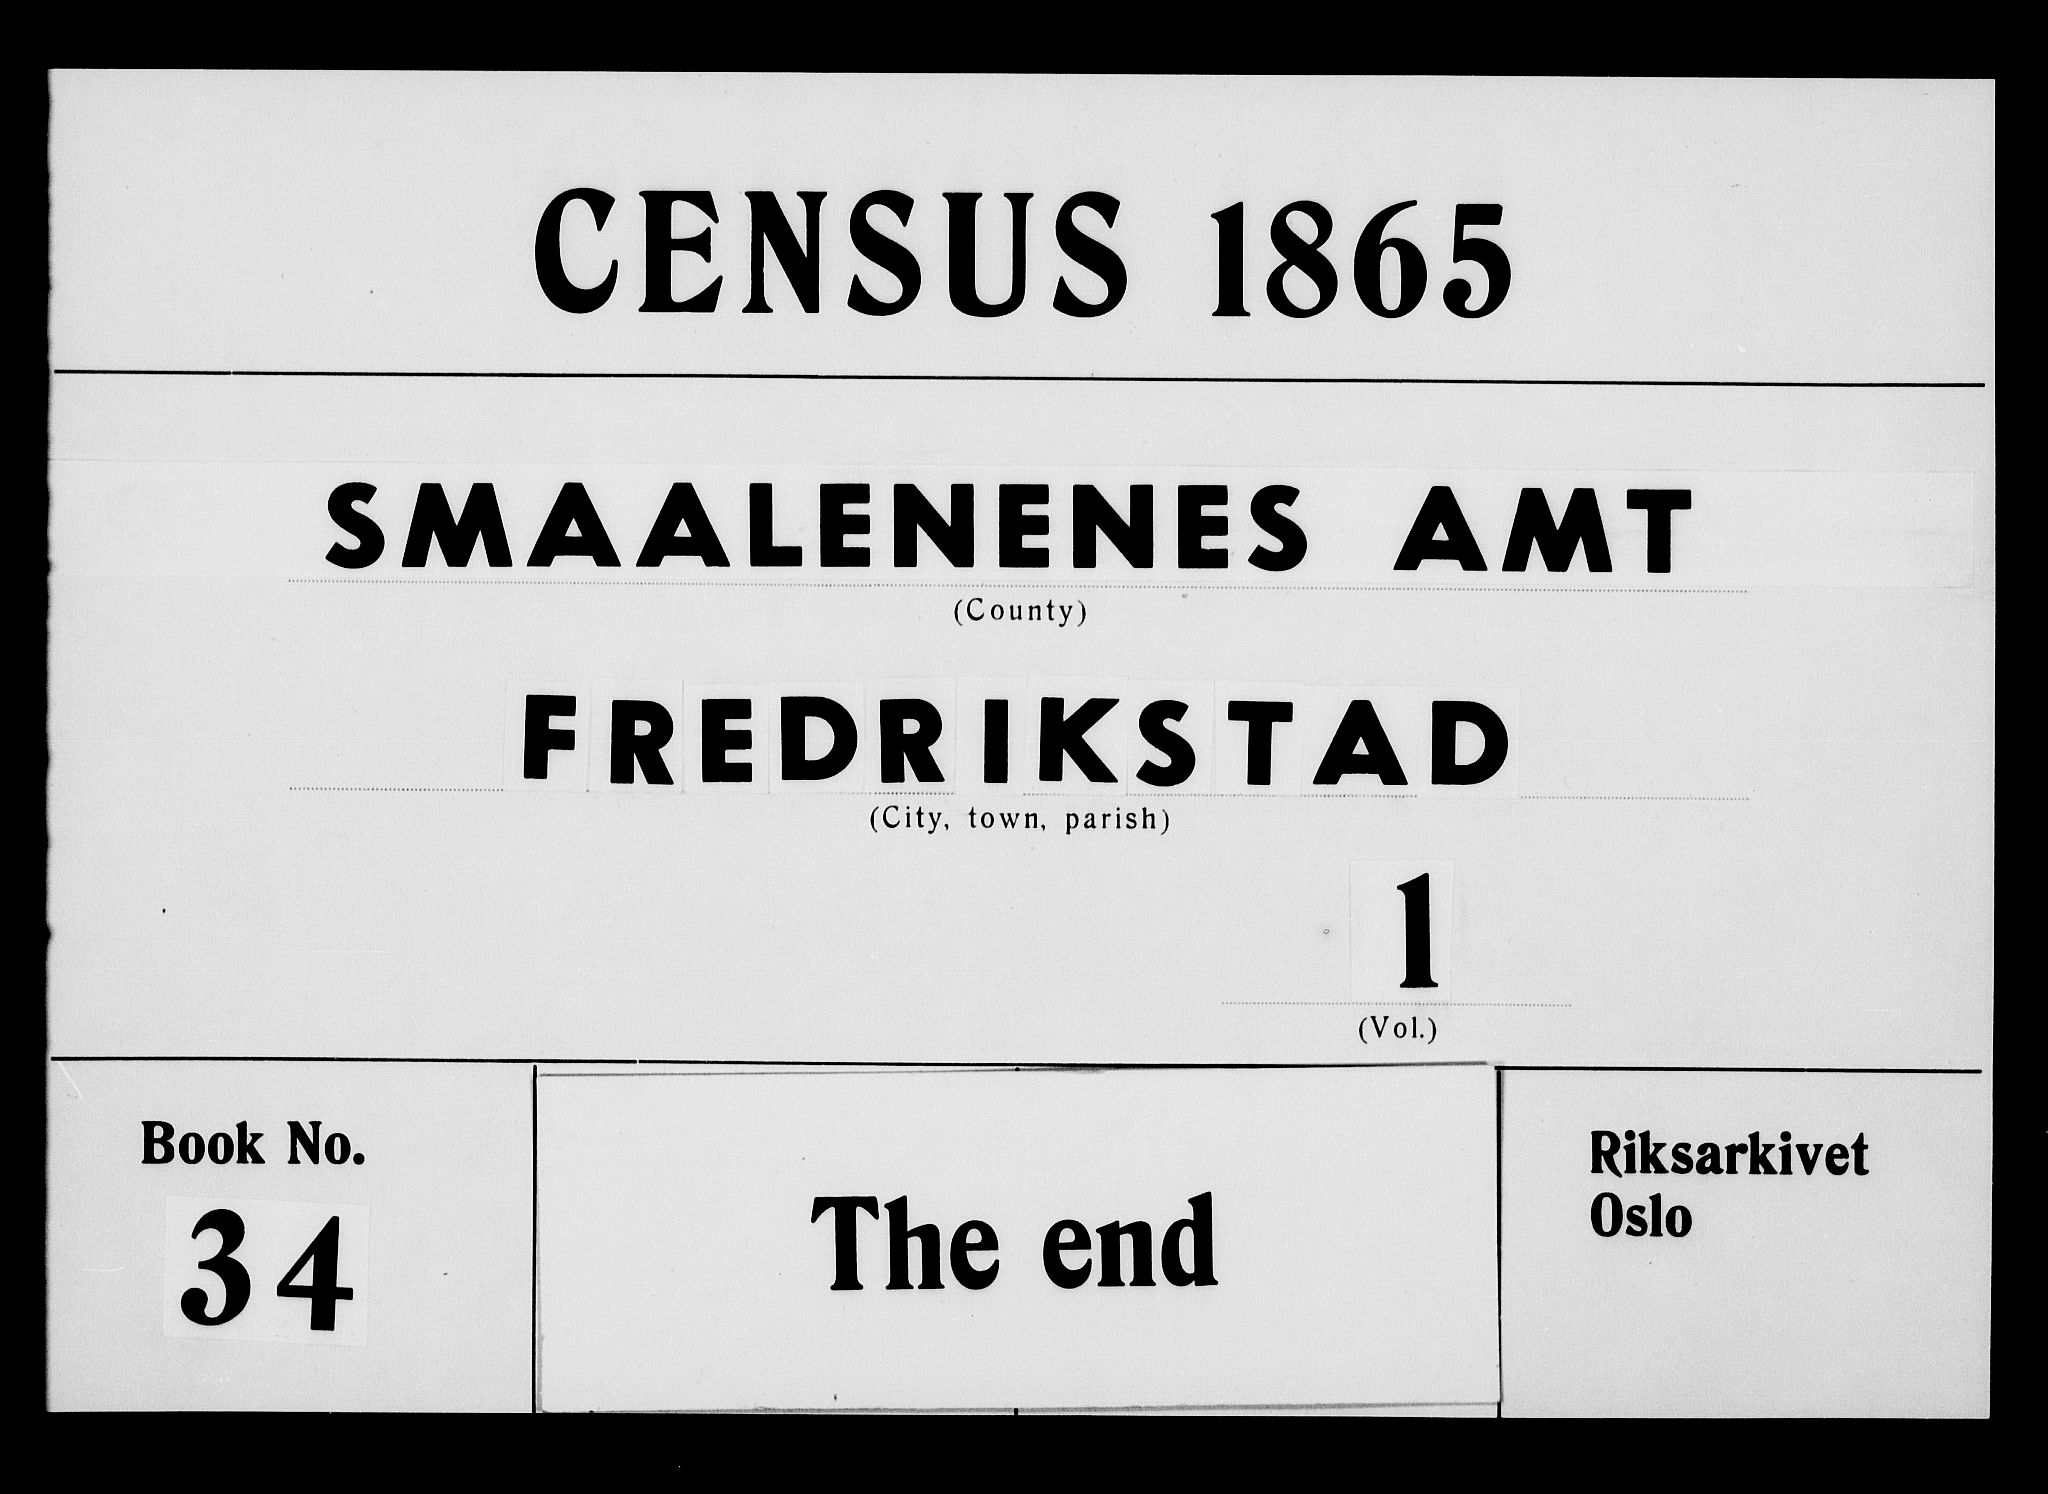 CENSUS 1865
SMAALENENES AMT
(County)
FREDRIKSTAD
(City, town, parish)
1
(Vol.)
Book No.
34
The end
Riksarkivet
Oslo